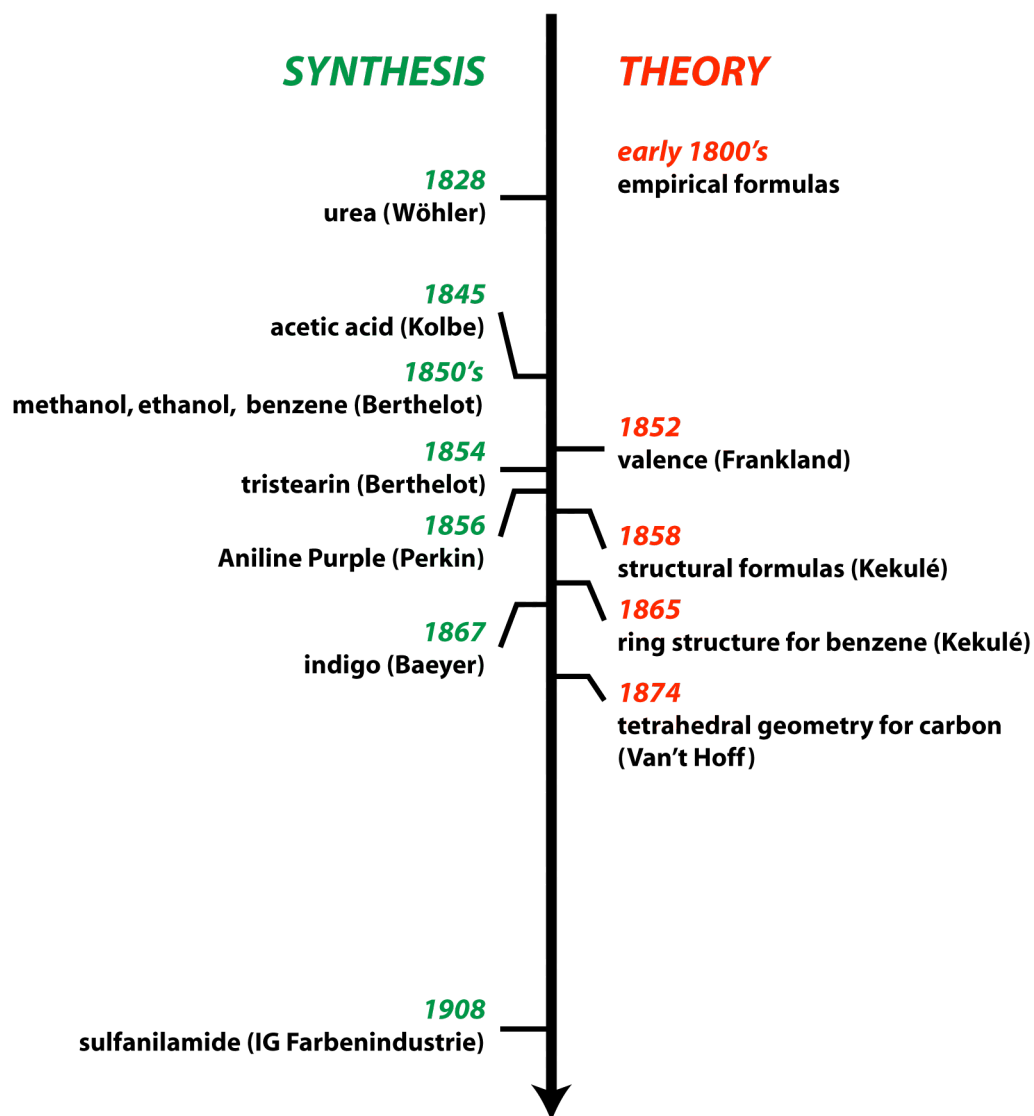 SYNTHESIS
THEORY
early 1800's
empirical formulas
1828
urea (Wöhler)
1845
acetic acid (Kolbe)
1850's
methanol, ethanol, benzene (Berthelot)
1852
valence (Frankland)
1854
tristearin (Berthelot)
1856
Aniline Purple (Perkin)
1858
structural formulas (Kekulé)
1865
ring structure for benzene (Kekulé)
1867
indigo (Baeyer)
1874
tetrahedral geometry for carbon
(Van't Hoff)
1908
sulfanilamide (IG Farbenindustrie)